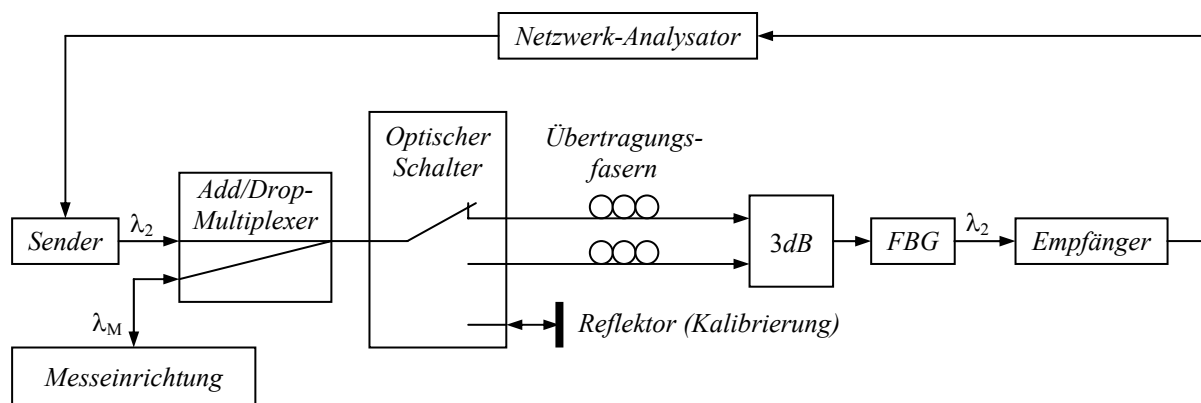 Netzwerk-Analysator
Optischer
Schalter
Übertragungs-
fasern
Add/Drop-
Multiplexer
Sender
λ2
3dB
FBG
λ2
Empfänger
λM
Reflektor (Kalibrierung)
Messeinrichtung